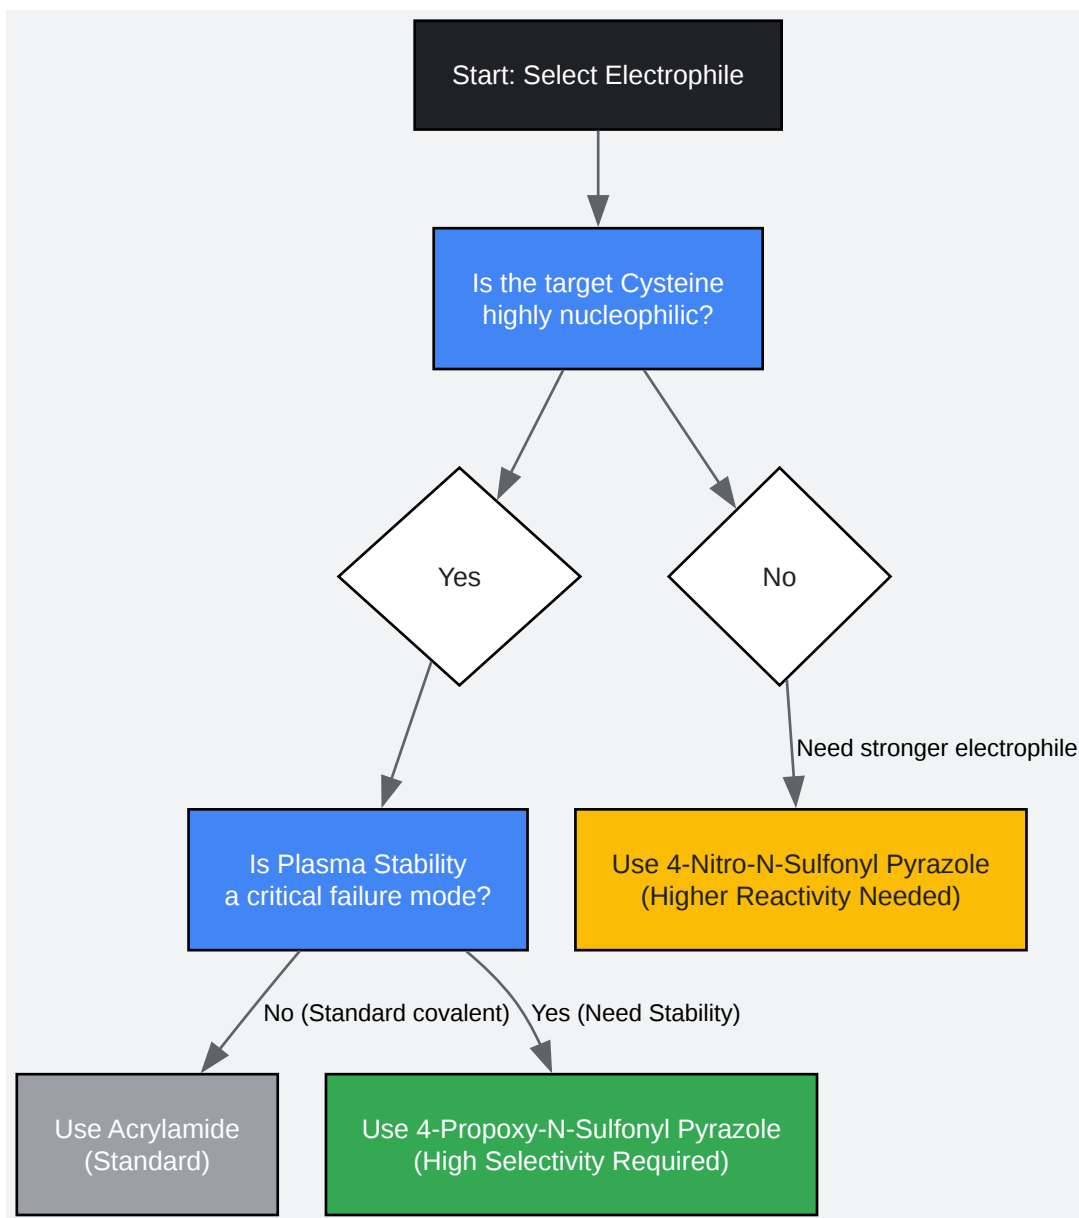 Start: Select Electrophile
Is the target Cysteine
highly nucleophilic?
Yes
No
Need stronger electrophile
Is Plasma Stability
a critical failure mode?
Use 4-Nitro-N-Sulfonyl Pyrazole
(Higher Reactivity Needed)
No (Standard covalent)
Yes (Need Stability)
Use Acrylamide
(Standard)
Use 4-Propoxy-N-Sulfonyl Pyrazole
(High Selectivity Required)